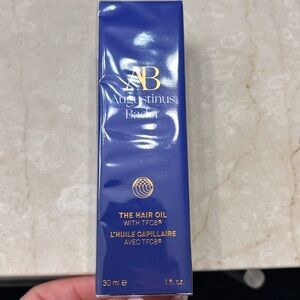 AB
Augustinus
Bader
THE HAIR OIL
WITH TFC8®
L'HUILE CAPILLAIRE
AVEC TFC8®
30 ml ℮ 1 fl. oz.